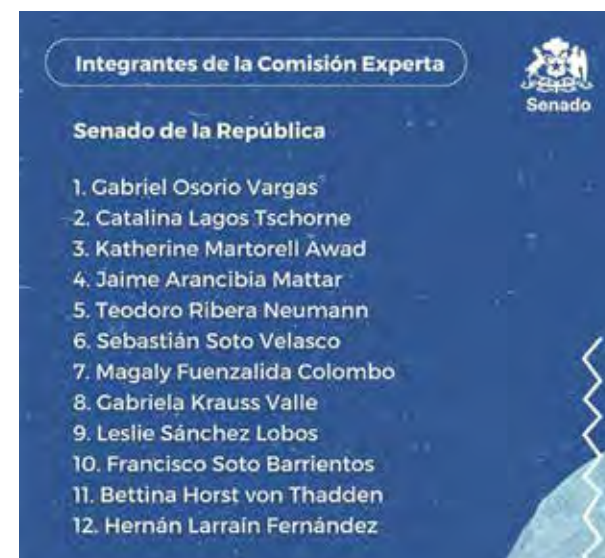 Integrantes de la Comisión Experta
Senado
Senado de la República
1. Gabriel Osorio Vargas
2. Catalina Lagos Tschorne
3. Katherine Martorell Awad
4. Jaime Arancibia Mattar
5. Teodoro Ribera Neumann
6. Sebastián Soto Velasco
7. Magaly Fuenzalida Colombo
8. Gabriela Krauss Valle
9. Leslie Sánchez Lobos
10. Francisco Soto Barrientos
11. Bettina Horst von Thadden
12. Hernán Larraín Fernández